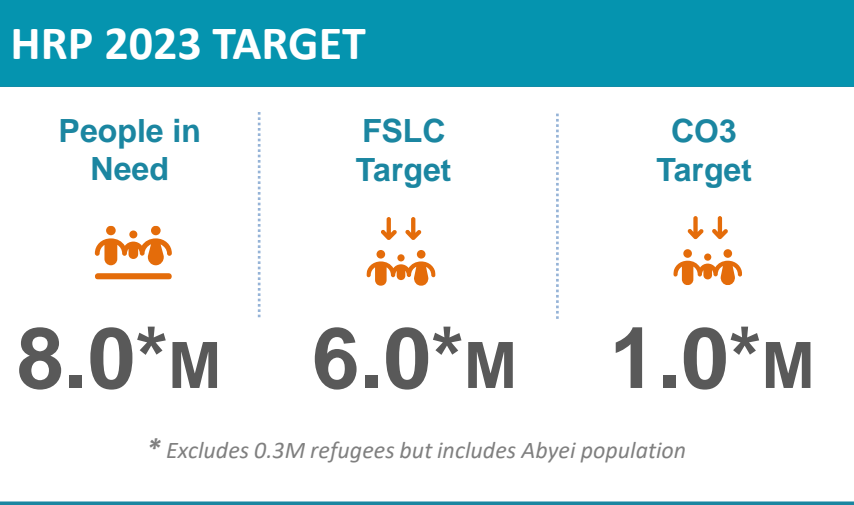 HRP 2023 TARGET
People in
Need
8.0*M
FSLC
Target
6.0*M
CO3
Target
1.0*M
* Excludes 0.3M refugees but includes Abyei population